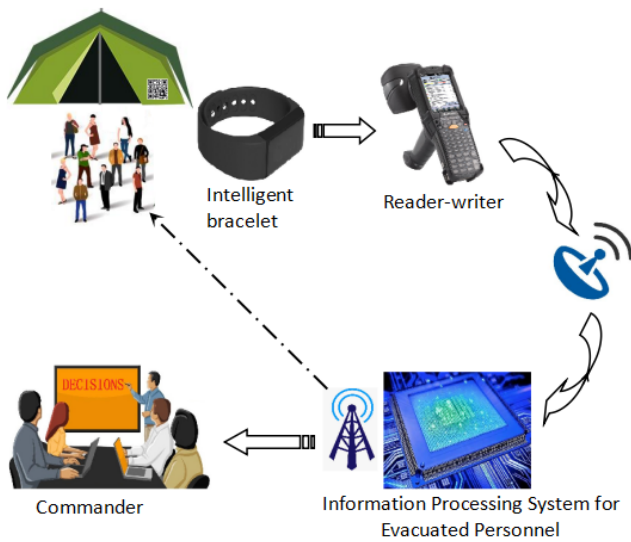 Intelligent
bracelet
Reader-writer
DECISIONS
Commander
Information Processing System for
Evacuated Personnel